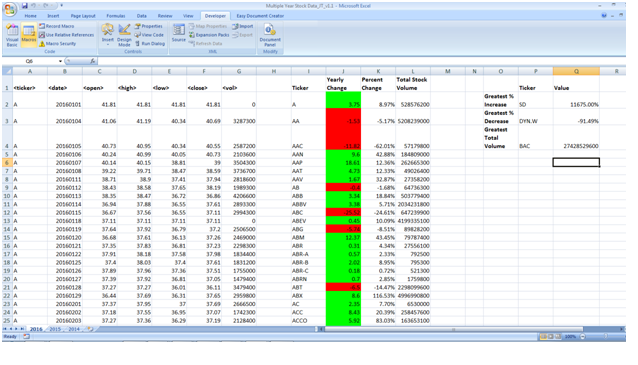 Multiple Year Stock Data_JT_v1.1 - Microsoft Excel
Home Insert Page Layout Formulas Data Review View Developer Easy Document Creator
Visual Basic Macros Record Macro Use Relative References Macro Security Insert Design Mode Properties View Code Run Dialog Source Map Properties Expansion Packs Refresh Data Import Export Document Panel
Code Controls XML Modify
Q6 fx
A B C D E F G H I J K L M N O P Q R
1 <ticker> <date> <open> <high> <low> <close> <vol> Ticker Yearly Change Percent Change Total Stock Volume Ticker Value
2 A 20160101 41.81 41.81 41.81 41.81 0 A 3.75 8.97% 528576200 Greatest % Increase SD 11675.00%
3 A 20160104 41.06 41.19 40.34 40.69 3287300 AA -5.17% 5208239000 Greatest % Decrease DYN.W -91.49%
4 A 20160105 40.73 40.95 40.34 40.55 2587200 AAC -62.01% 57179800 Greatest Total Volume BAC 27428529600
5 A 20160106 40.24 40.99 40.05 40.73 2103600 AAN 9.6 42.88% 184809000
6 A 20160107 40.14 40.15 38.81 39 3504300 AAP 18.61 12.36% 262665300
7 A 20160108 39.22 39.71 38.47 38.59 3736700 AAT 4.73 12.33% 49026400
8 A 20160111 38.71 38.9 37.41 37.94 2818600 AAV 1.67 32.87% 27358200
9 A 20160112 38.43 38.58 37.65 38.19 1989300 AB -1.68% 64736300
10 A 20160113 38.35 38.47 36.72 36.86 4206600 ABB 3.34 18.84% 503779400
11 A 20160114 36.94 37.88 36.55 37.61 2893300 ABBV 3.38 5.71% 2034231800
12 A 20160115 36.67 37.56 36.55 37.11 2994300 ABC -24.61% 647239900
13 A 20160118 37.11 37.11 37.11 37.11 0 ABEV 0.45 10.09% 4199335100
14 A 20160119 37.64 37.92 36.79 37.2 2506500 ABG -8.51% 89828200
15 A 20160120 36.68 37.61 36.13 37.26 2469000 ABM 12.37 43.45% 79787400
16 A 20160121 37.35 37.83 36.81 37.23 2298300 ABR 0.31 4.34% 27556100
17 A 20160122 37.91 38.18 37.58 37.98 1834400 ABR-A 0.57 2.33% 792500
18 A 20160125 37.4 38.03 37.4 37.61 1831200 ABR-B 2.02 8.95% 795300
19 A 20160126 37.89 37.96 37.36 37.51 1755000 ABR-C 0.18 0.72% 521300
20 A 20160127 37.39 37.92 36.81 37.05 1479400 ABRN 0.7 2.85% 1759800
21 A 20160128 37.27 37.27 36.01 36.11 3479400 ABT -6.5 -14.47% 2298099600
22 A 20160129 36.44 37.69 36.31 37.65 2959800 ABX 8.6 116.53% 4996990800
23 A 20160201 37.37 37.95 37 37.69 2666500 AC 2.35 7.70% 6530000
24 A 20160202 37.18 37.55 36.95 37.07 1742300 ACC 8.43 20.39% 258457600
25 A 20160203 37.27 37.36 36.29 37.19 2128400 ACCO 5.92 83.03% 163653100
2016 2015 2014
Ready 100%